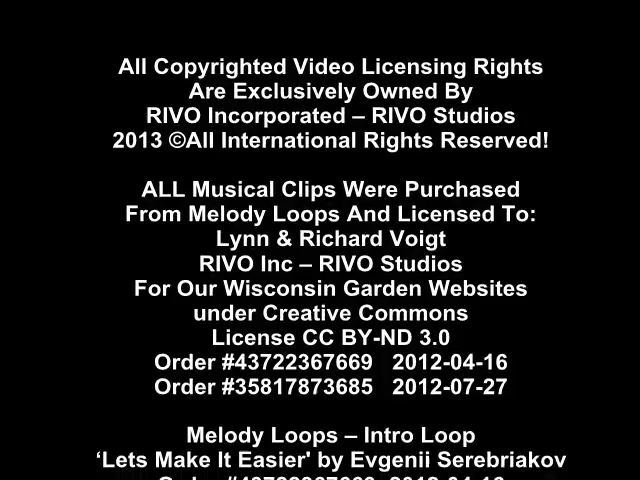 All Copyrighted Video Licensing Rights
Are Exclusively Owned By
RIVO Incorporated – RIVO Studios
2013 ©All International Rights Reserved!
ALL Musical Clips Were Purchased
From Melody Loops And Licensed To:
Lynn & Richard Voigt
RIVO Inc – RIVO Studios
For Our Wisconsin Garden Websites
under Creative Commons
License CC BY-ND 3.0
Order #43722367669 2012-04-16
Order #35817873685 2012-07-27
Melody Loops – Intro Loop
‘Lets Make It Easier' by Evgenii Serebriakov